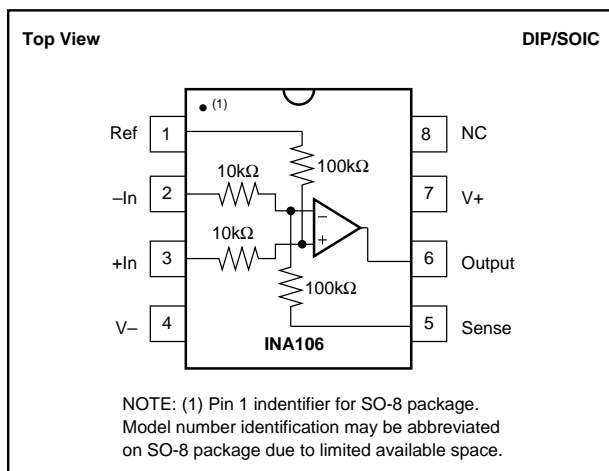 Top View DIP/SOIC
(1)
Ref 1 8 NC
100kΩ
10kΩ
–In 2 7 V+
10kΩ
+In 3 6 Output
100kΩ
V– 4 5 Sense
INA106
– +
NOTE: (1) Pin 1 indentifier for SO-8 package.
Model number identification may be abbreviated
on SO-8 package due to limited available space.